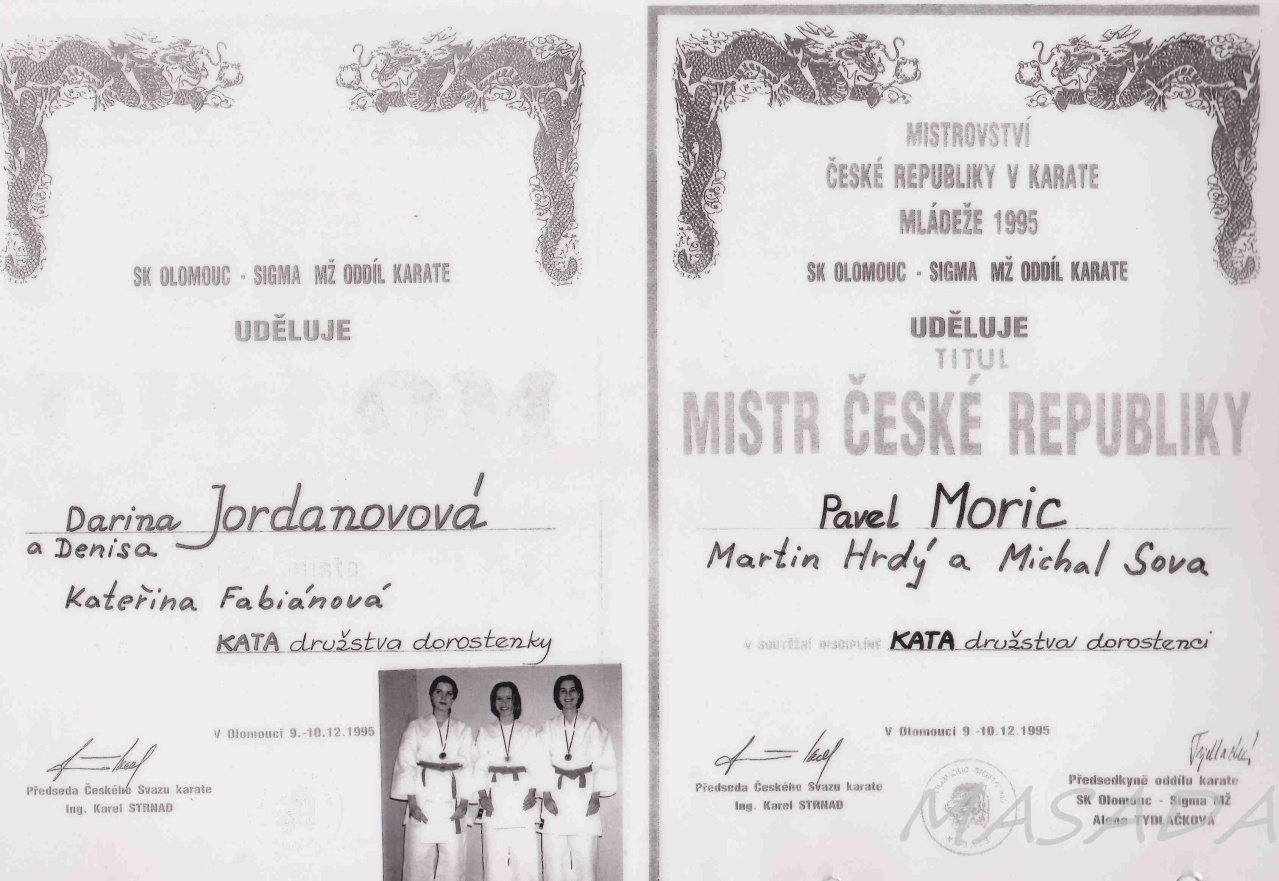 SK OLOMOUC - SIGMA MŽ ODDÍL KARATE
UDĚLUJE
Darina Jordanovová
a Denisa
Kateřina Fabiánová
KATA družstva dorostenky
V Olomouci 9.-10.12.1995
Předseda Českého Svazu karate
Ing. Karel STRNAD
MISTROVSTVÍ
ČESKÉ REPUBLIKY V KARATE
MLÁDEŽE 1995
SK OLOMOUC - SIGMA MŽ ODDÍL KARATE
UDĚLUJE
TITUL
MISTR ČESKÉ REPUBLIKY
Pavel Moric
Martin Hrdý a Michal Sova
V SOUTĚŽNÍ DISCIPLÍNĚ KATA družstva dorostenci
V Olomouci 9.-10.12.1995
Předseda Českého Svazu karate
Ing. Karel STRNAD
Předsedkyně oddílu karate
SK Olomouc - Sigma MŽ
Alena TYDLAČKOVÁ
MASADA